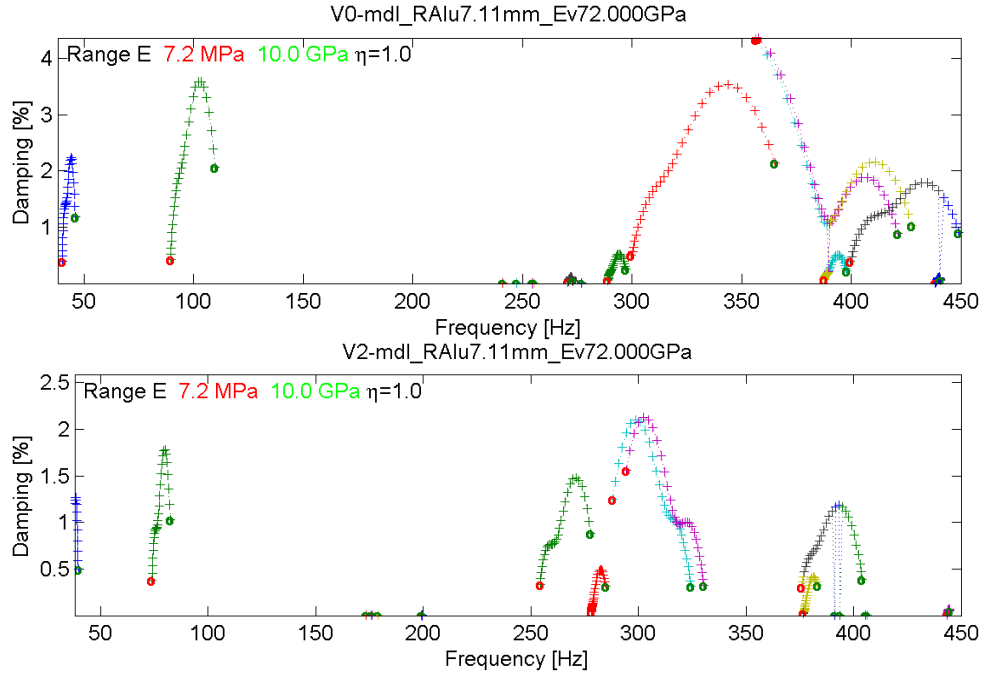 V0-mdl_RAlu7.11mm_Ev72.000GPa
Range E 7.2 MPa 10.0 GPa η=1.0
Damping [%]
4
3
2
1
50 100 150 200 250 300 350 400 450
Frequency [Hz]
V2-mdl_RAlu7.11mm_Ev72.000GPa
Range E 7.2 MPa 10.0 GPa η=1.0
Damping [%]
2.5
2
1.5
1
0.5
50 100 150 200 250 300 350 400 450
Frequency [Hz]